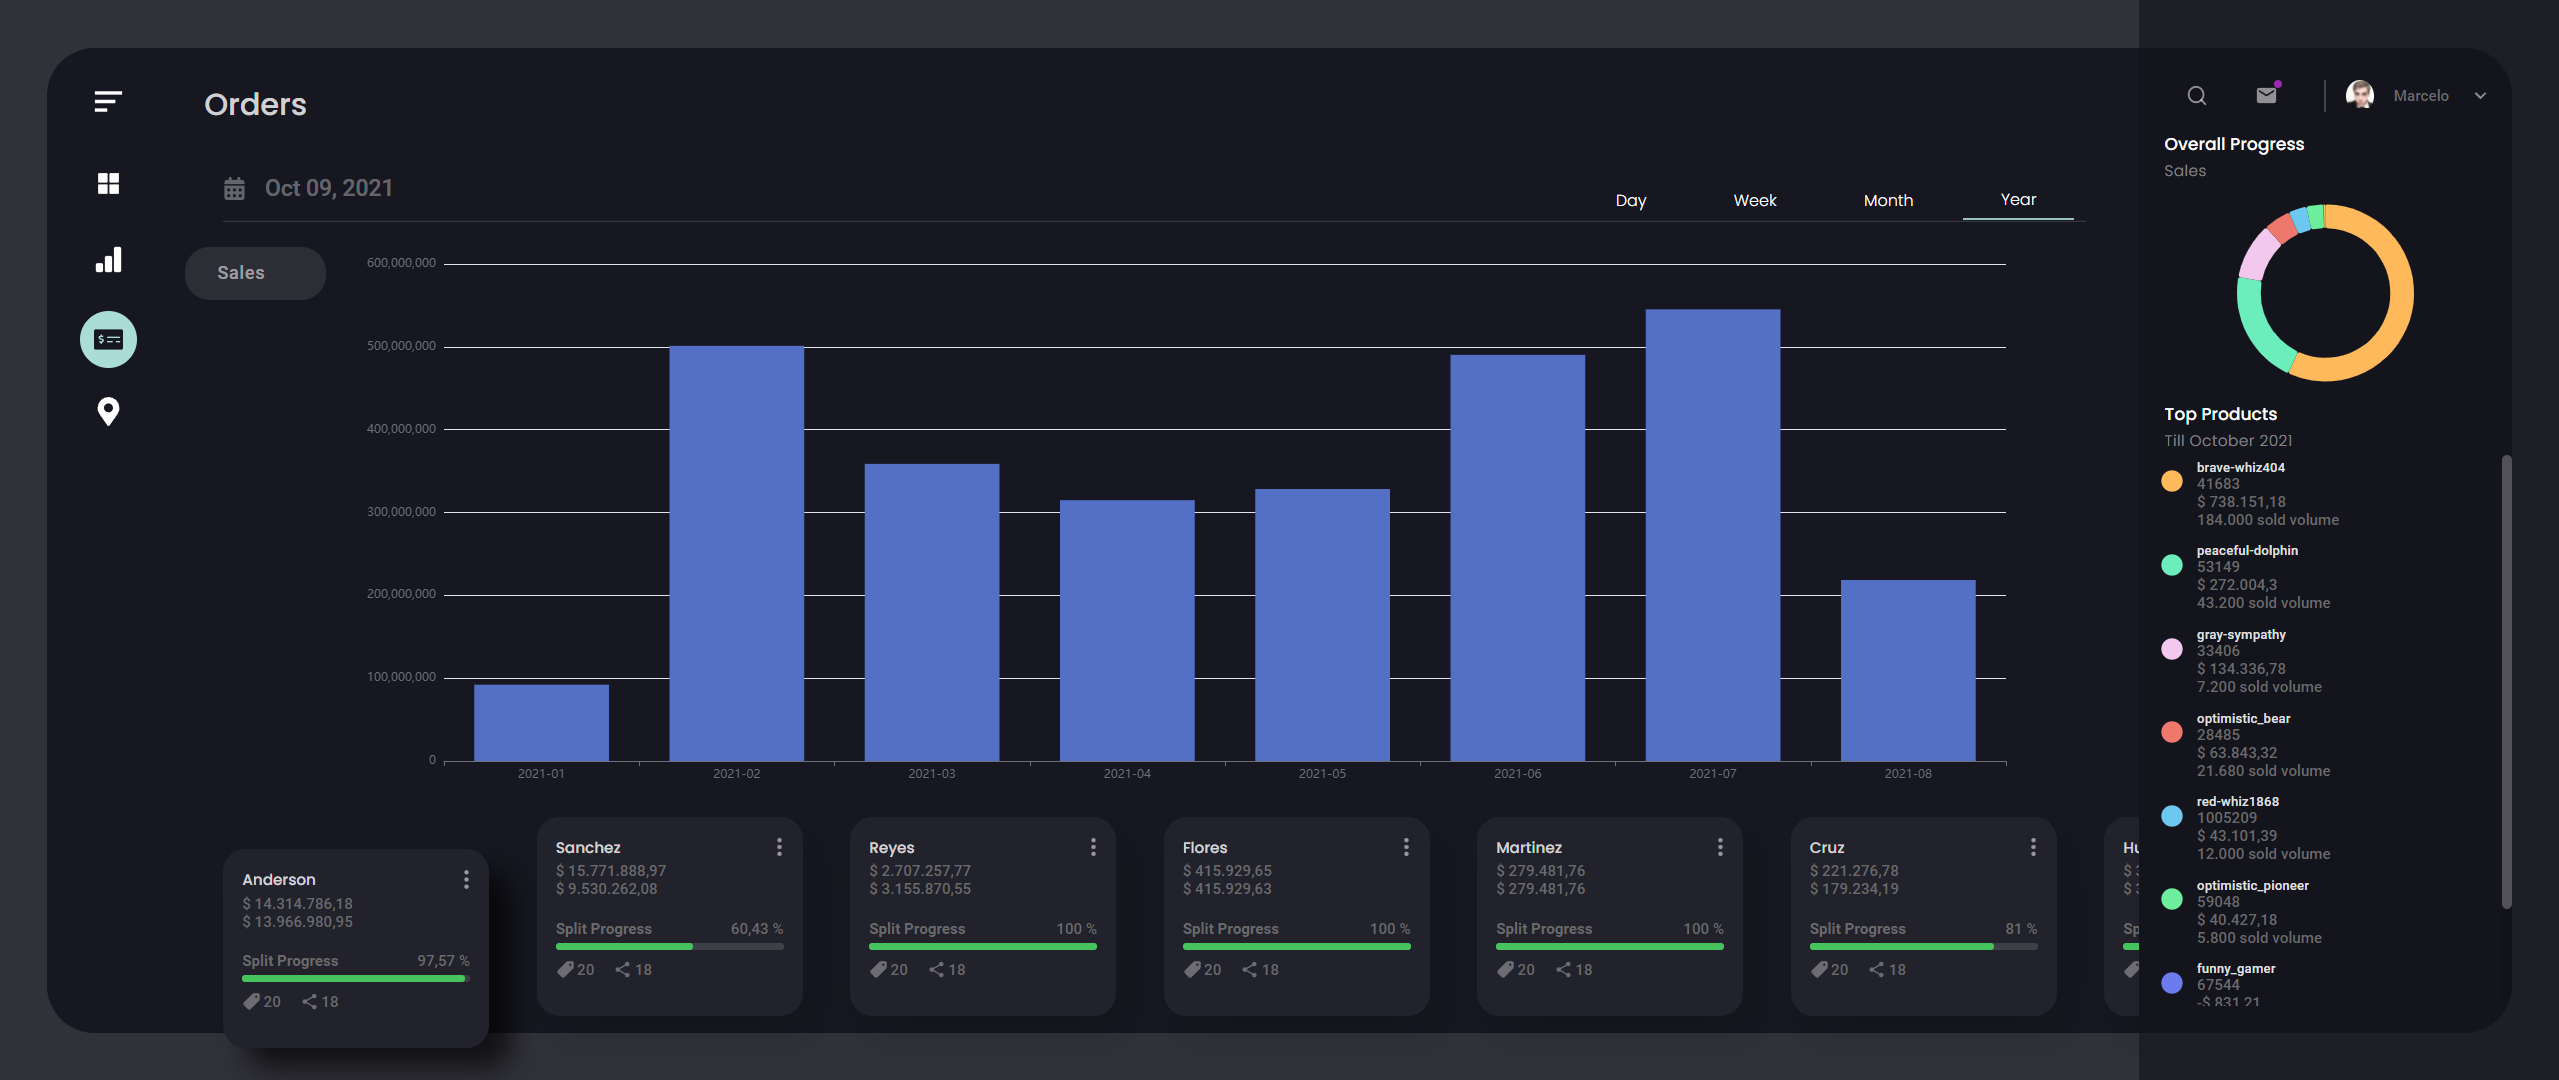 Orders
Marcelo
Oct 09, 2021
Day
Week
Month
Year
Sales
600,000,000
500,000,000
400,000,000
300,000,000
200,000,000
100,000,000
0
2021-01
2021-02
2021-03
2021-04
2021-05
2021-06
2021-07
2021-08
Anderson
$ 14.314.786,18
$ 13.966.980,95
Split Progress 97,57 %
20 18
Sanchez
$ 15.771.888,97
$ 9.530.262,08
Split Progress 60,43 %
20 18
Reyes
$ 2.707.257,77
$ 3.155.870,55
Split Progress 100 %
20 18
Flores
$ 415.929,65
$ 415.929,63
Split Progress 100 %
20 18
Martinez
$ 279.481,76
$ 279.481,76
Split Progress 100 %
20 18
Cruz
$ 221.276,78
$ 179.234,19
Split Progress 81 %
20 18
Overall Progress
Sales
Top Products
Till October 2021
brave-whiz404
41683
$ 738.151,18
184.000 sold volume
peaceful-dolphin
53149
$ 272.004,3
43.200 sold volume
gray-sympathy
33406
$ 134.336,78
7.200 sold volume
optimistic_bear
28485
$ 63.843,32
21.680 sold volume
red-whiz1868
1005209
$ 43.101,39
12.000 sold volume
optimistic_pioneer
59048
$ 40.427,18
5.800 sold volume
funny_gamer
67544
-$ 831,21